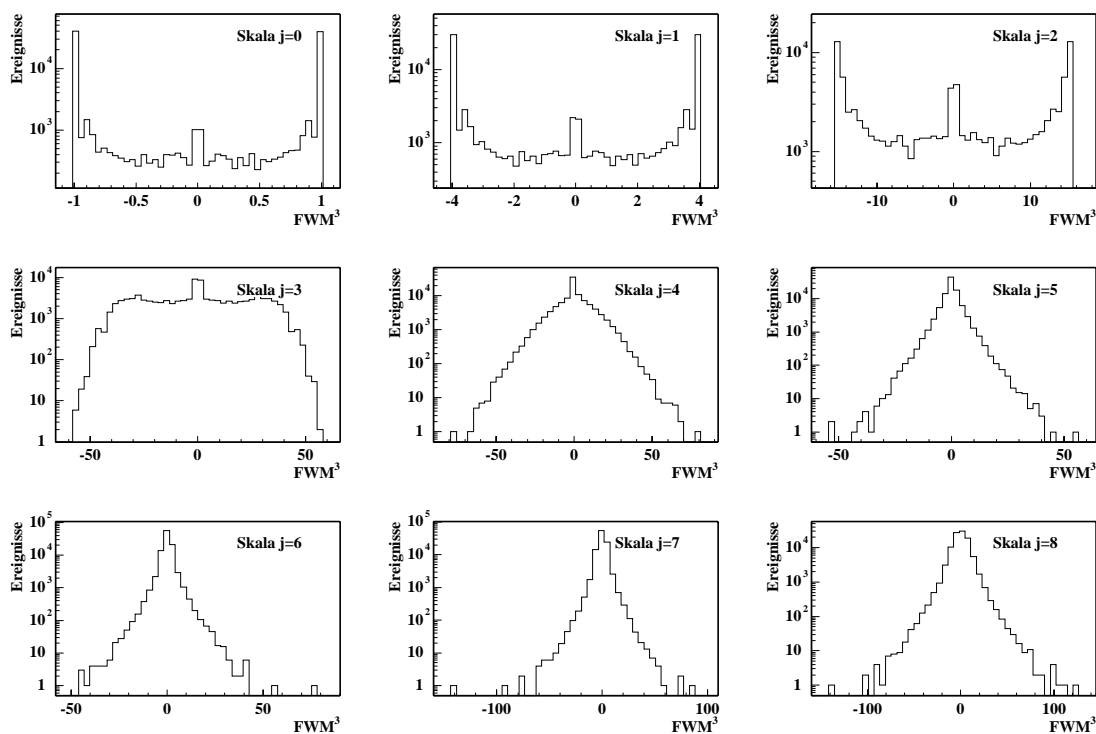 Ereignisse
Skala j=0
10^4
10^3
-1 -0.5 0 0.5 1
FWM^3
Ereignisse
Skala j=1
10^4
10^3
-4 -2 0 2 4
FWM^3
Ereignisse
Skala j=2
10^4
10^3
-10 0 10
FWM^3
Ereignisse
Skala j=3
10^4
10^3
10^2
10
1
-50 0 50
FWM^3
Ereignisse
Skala j=4
10^4
10^3
10^2
10
1
-50 0 50
FWM^3
Ereignisse
Skala j=5
10^4
10^3
10^2
10
1
-50 0 50
FWM^3
Ereignisse
Skala j=6
10^5
10^4
10^3
10^2
10
1
-50 0 50
FWM^3
Ereignisse
Skala j=7
10^5
10^4
10^3
10^2
10
1
-100 0 100
FWM^3
Ereignisse
Skala j=8
10^4
10^3
10^2
10
1
-100 0 100
FWM^3